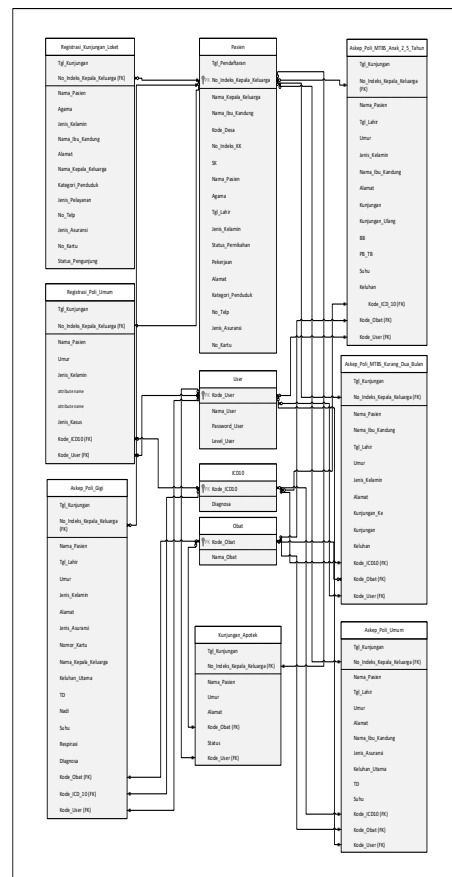 Registrasi_Kunjungan_Loket
Tgl_Kunjungan
No_Indeks_Kepala_Keluarga (FK)
Nama_Pasien
Agama
Jenis_Kelamin
Nama_Ibu_Kandung
Alamat
Nama_Kepala_Keluarga
Kategori_Penduduk
Jenis_Pelayanan
No_Telp
Jenis_Asuransi
No_Kartu
Status_Pengunjung
Registrasi_Poli_Umum
Tgl_Kunjungan
No_Indeks_Kepala_Keluarga (FK)
Nama_Pasien
Umur
Jenis_Kelamin
attribute name
attribute name
Jenis_Kasus
Kode_ICD10 (FK)
Kode_User (FK)
Askep_Poli_Gigi
Tgl_Kunjungan
No_Indeks_Kepala_Keluarga
(FK)
Nama_Pasien
Tgl_Lahir
Umur
Jenis_Kelamin
Alamat
Jenis_Asuransi
Nomor_Kartu
Nama_Kepala_Keluarga
Keluhan_Utama
TD
Nadi
Suhu
Respirasi
Diagnosa
Kode_Obat (FK)
Kode_ICD_10 (FK)
Kode_User (FK)
Pasien
Tgl_Pendaftaran
PK No_Indeks_Kepala_Keluarga
Nama_Kepala_Keluarga
Nama_Ibu_Kandung
Kode_Desa
No_Indeks_KK
SK
Nama_Pasien
Agama
Tgl_Lahir
Jenis_Kelamin
Status_Pernikahan
Pekerjaan
Alamat
Kategori_Penduduk
No_Telp
Jenis_Asuransi
No_Kartu
User
PK Kode_User
Nama_User
Password_User
Level_User
ICD10
PK Kode_ICD10
Diagnosa
Obat
PK Kode_Obat
Nama_Obat
Kunjungan_Apotek
Tgl_Kunjungan
No_Indeks_Kepala_Keluarga (FK)
Nama_Pasien
Umur
Alamat
Kode_Obat (FK)
Status
Kode_User (FK)
Askep_Poli_MTBS_Anak_2_5_Tahun
Tgl_Kunjungan
No_Indeks_Kepala_Keluarga
(FK)
Nama_Pasien
Tgl_Lahir
Umur
Jenis_Kelamin
Nama_Ibu_Kandung
Alamat
Kunjungan
Kunjungan_Ulang
BB
PB_TB
Suhu
Keluhan
Kode_ICD_10 (FK)
Kode_Obat (FK)
Kode_User (FK)
Askep_Poli_MTBS_Kurang_Dua_Bulan
Tgl_Kunjungan
No_Indeks_Kepala_Keluarga (FK)
Nama_Pasien
Nama_Ibu_Kandung
Tgl_Lahir
Umur
Jenis_Kelamin
Alamat
Kunjungan_Ke
Kunjungan
Keluhan
Kode_ICD10 (FK)
Kode_Obat (FK)
Kode_User (FK)
Askep_Poli_Umum
Tgl_Kunjungan
No_Indeks_Kepala_Keluarga (FK)
Nama_Pasien
Tgl_Lahir
Umur
Alamat
Nama_Ibu_Kandung
Jenis_Asuransi
Keluhan_Utama
TD
Suhu
Kode_ICD10 (FK)
Kode_Obat (FK)
Kode_User (FK)